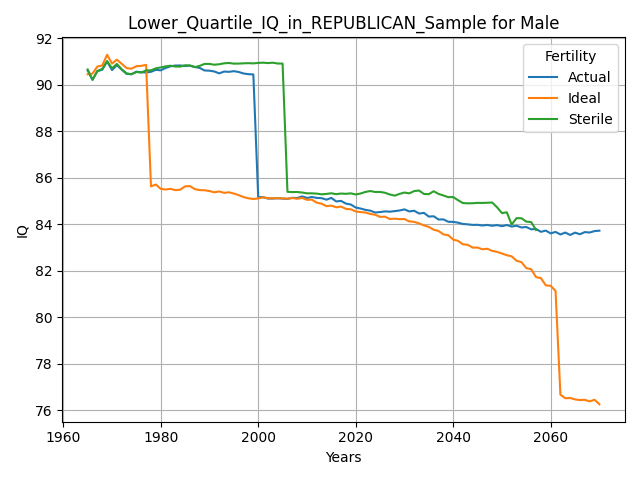 Lower_Quartile_IQ_in_REPUBLICAN_Sample for Male
Fertility
Actual
Ideal
Sterile
IQ
92
90
88
86
84
82
80
78
76
1960
1980
2000
2020
2040
2060
Years